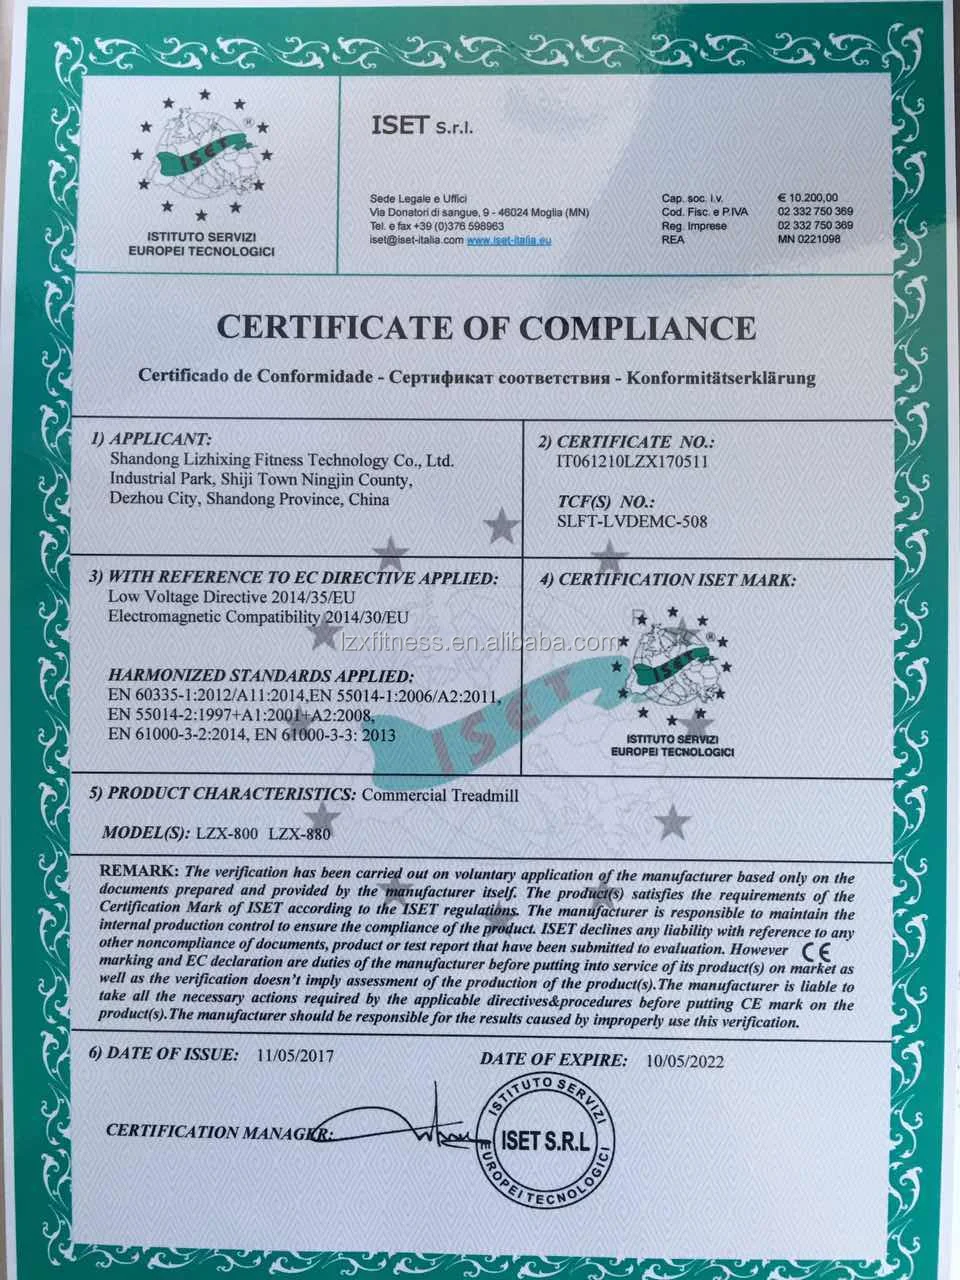 ISET
®
ISTITUTO SERVIZI
EUROPEI TECNOLOGICI
ISET S.r.l.
Sede Legale e Uffici
Via Donatori di sangue, 9 - 46024 Moglia (MN)
Tel. e fax +39 (0)376 598963
iset@iset-italia.com www.iset-italia.eu
Cap. soc. i.v. € 10.200,00
Cod. Fisc. e P.IVA 02 332 750 369
Reg. Imprese 02 332 750 369
REA MN 0221098
CERTIFICATE OF COMPLIANCE
Certificado de Conformidade - Сертификат соответствия - Konformitätserklärung
1) APPLICANT:
Shandong Lizhixing Fitness Technology Co., Ltd.
Industrial Park, Shiji Town Ningjin County,
Dezhou City, Shandong Province, China
2) CERTIFICATE NO.:
IT061210LZX170511
TCF(S) NO.:
SLFT-LVDEMC-508
3) WITH REFERENCE TO EC DIRECTIVE APPLIED:
Low Voltage Directive 2014/35/EU
Electromagnetic Compatibility 2014/30/EU
HARMONIZED STANDARDS APPLIED:
EN 60335-1:2012/A11:2014,EN 55014-1:2006/A2:2011,
EN 55014-2:1997+A1:2001+A2:2008,
EN 61000-3-2:2014, EN 61000-3-3: 2013
4) CERTIFICATION ISET MARK:
ISET
®
ISTITUTO SERVIZI
EUROPEI TECNOLOGICI
lzxfitness.en.alibaba.com
ISET
5) PRODUCT CHARACTERISTICS: Commercial Treadmill
MODEL(S): LZX-800 LZX-880
REMARK: The verification has been carried out on voluntary application of the manufacturer based only on the
documents prepared and provided by the manufacturer itself. The product(s) satisfies the requirements of the
Certification Mark of ISET according to the ISET regulations. The manufacturer is responsible to maintain the
internal production control to ensure the compliance of the product. ISET declines any liability with reference to any
other noncompliance of documents, product or test report that have been submitted to evaluation. However CE
marking and EC declaration are duties of the manufacturer before putting into service of its product(s) on market as
well as the verification doesn't imply assessment of the production of the product(s).The manufacturer is liable to
take all the necessary actions required by the applicable directives&procedures before putting CE mark on the
product(s).The manufacturer should be responsible for the results caused by improperly use this verification.
6) DATE OF ISSUE: 11/05/2017
DATE OF EXPIRE: 10/05/2022
CERTIFICATION MANAGER:
ISTITUTO SERVIZI
ISET S.R.L
EUROPEI TECNOLOGICI